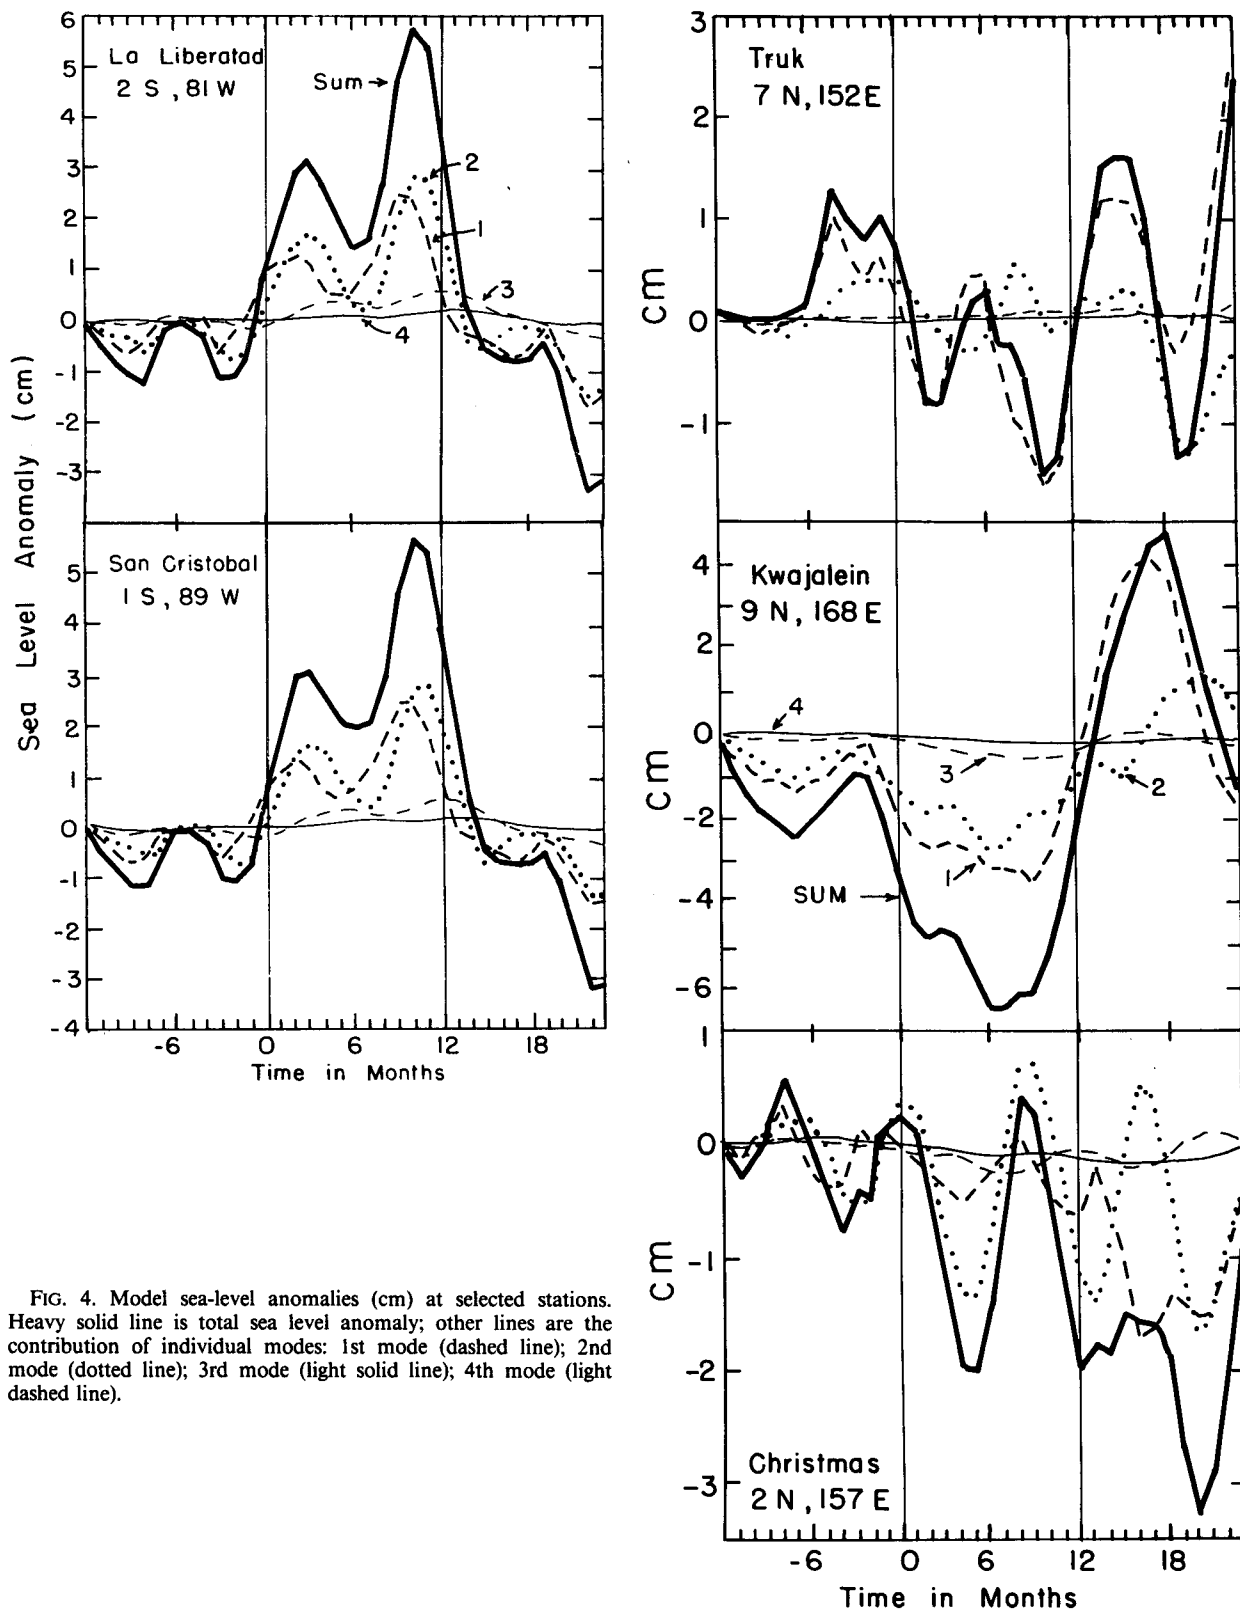 6
5
4
3
2
1
0
-1
-2
-3
La Liberatad
2 S , 81 W
Sum
2
1
3
4
5
4
3
2
1
0
-1
-2
-3
-4
San Cristobal
1 S , 89 W
Sea Level Anomaly (cm)
-6 0 6 12 18
Time in Months
3
2
1
0
-1
cm
Truk
7 N, 152E
4
2
0
-2
-4
-6
cm
Kwajalein
9 N, 168 E
4
3
2
1
SUM
1
0
-1
-2
-3
cm
Christmas
2 N, 157 E
-6 0 6 12 18
Time in Months
FIG. 4. Model sea-level anomalies (cm) at selected stations.
Heavy solid line is total sea level anomaly; other lines are the
contribution of individual modes: 1st mode (dashed line); 2nd
mode (dotted line); 3rd mode (light solid line); 4th mode (light
dashed line).